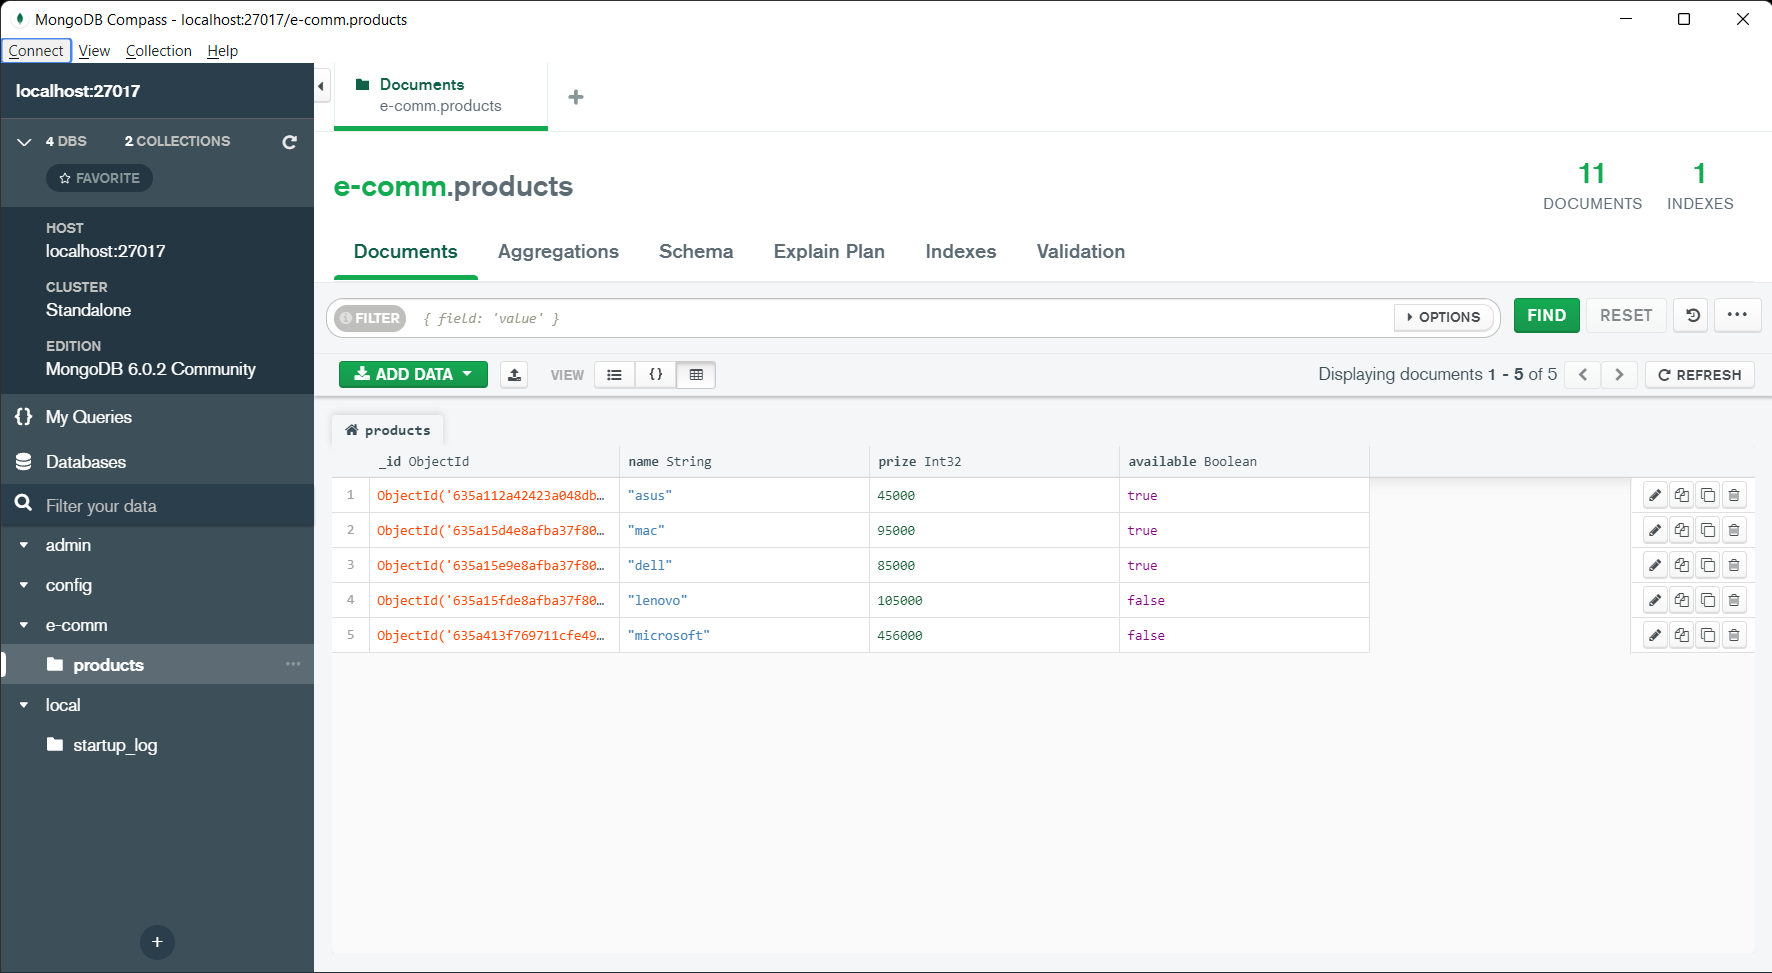 MongoDB Compass - localhost:27017/e-comm.products
Connect View Collection Help
localhost:27017
4 DBS 2 COLLECTIONS
FAVORITE
HOST
localhost:27017
CLUSTER
Standalone
EDITION
MongoDB 6.0.2 Community
{} My Queries
Databases
Filter your data
admin
config
e-comm
products
local
startup_log
+
Documents
e-comm.products
+
e-comm.products
11
DOCUMENTS
1
INDEXES
Documents Aggregations Schema Explain Plan Indexes Validation
FILTER { field: 'value' } OPTIONS FIND RESET
ADD DATA VIEW {} Displaying documents 1 - 5 of 5 REFRESH
products
_id ObjectId name String prize Int32 available Boolean
1 ObjectId('635a112a42423a048db… "asus" 45000 true
2 ObjectId('635a15d4e8afba37f80… "mac" 95000 true
3 ObjectId('635a15e9e8afba37f80… "dell" 85000 true
4 ObjectId('635a15fde8afba37f80… "lenovo" 105000 false
5 ObjectId('635a413f769711cfe49… "microsoft" 456000 false